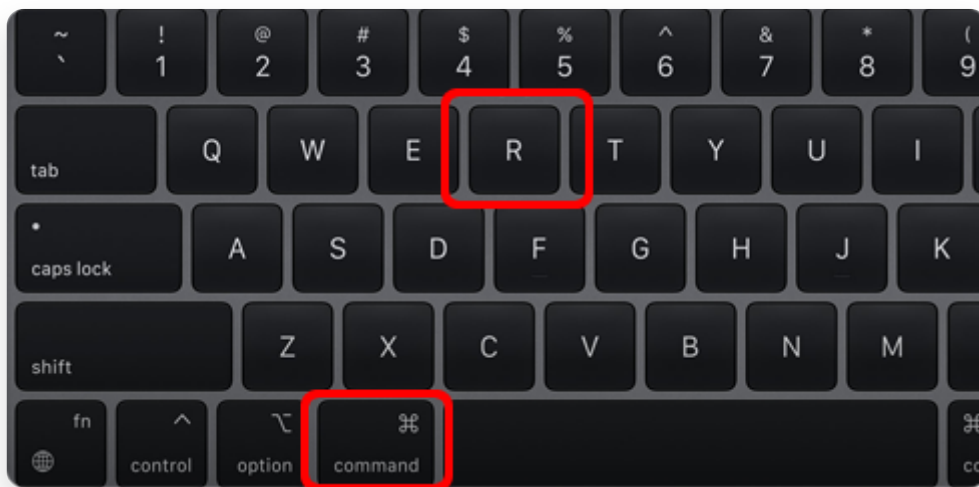 ~ ! @ # $ % ^ & * (
` 1 2 3 4 5 6 7 8 9
tab Q W E R T Y U I
caps lock A S D F G H J K
shift Z X C V B N M
fn ^ ⌥ ⌘ ⌘
control option command